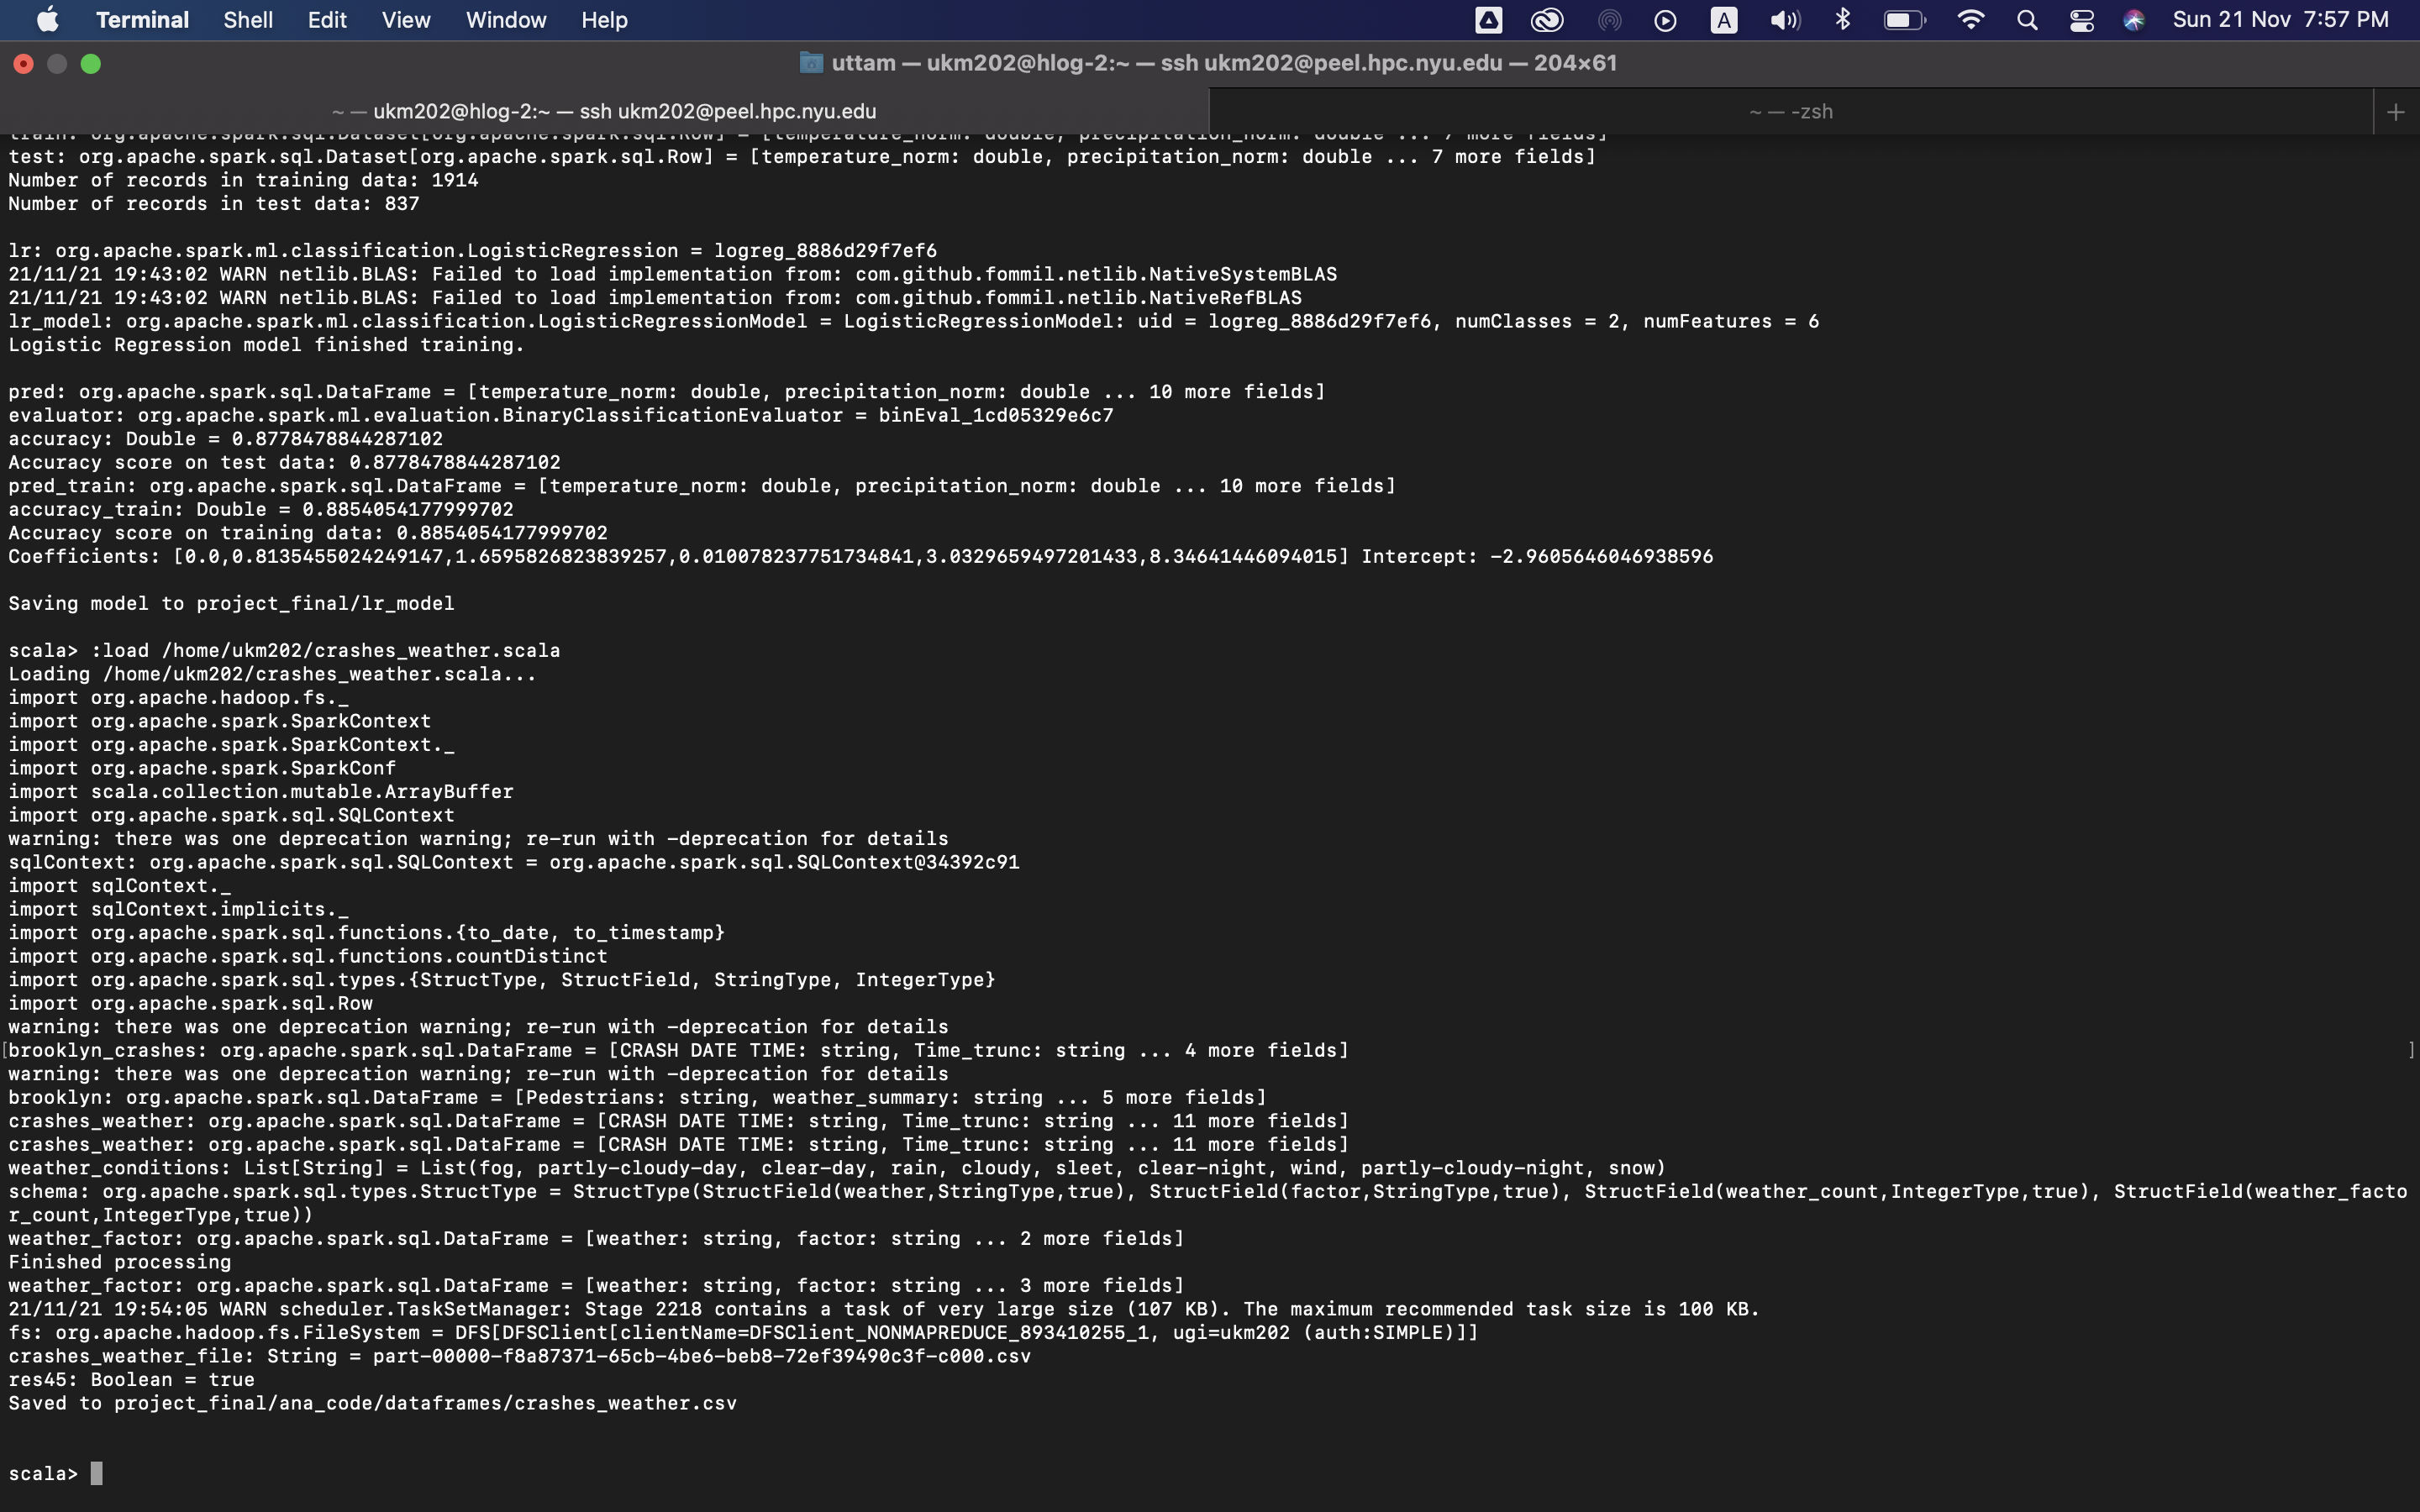 Terminal Shell Edit View Window Help A Sun 21 Nov 7:57 PM
uttam — ukm202@hlog-2:~ — ssh ukm202@peel.hpc.nyu.edu — 204×61
~ — ukm202@hlog-2:~ — ssh ukm202@peel.hpc.nyu.edu ~ — -zsh +
train: org.apache.spark.sql.Dataset[org.apache.spark.sql.Row] = [temperature_norm: double, precipitation_norm: double ... 7 more fields]
test: org.apache.spark.sql.Dataset[org.apache.spark.sql.Row] = [temperature_norm: double, precipitation_norm: double ... 7 more fields]
Number of records in training data: 1914
Number of records in test data: 837
lr: org.apache.spark.ml.classification.LogisticRegression = logreg_8886d29f7ef6
21/11/21 19:43:02 WARN netlib.BLAS: Failed to load implementation from: com.github.fommil.netlib.NativeSystemBLAS
21/11/21 19:43:02 WARN netlib.BLAS: Failed to load implementation from: com.github.fommil.netlib.NativeRefBLAS
lr_model: org.apache.spark.ml.classification.LogisticRegressionModel = LogisticRegressionModel: uid = logreg_8886d29f7ef6, numClasses = 2, numFeatures = 6
Logistic Regression model finished training.
pred: org.apache.spark.sql.DataFrame = [temperature_norm: double, precipitation_norm: double ... 10 more fields]
evaluator: org.apache.spark.ml.evaluation.BinaryClassificationEvaluator = binEval_1cd05329e6c7
accuracy: Double = 0.8778478844287102
Accuracy score on test data: 0.8778478844287102
pred_train: org.apache.spark.sql.DataFrame = [temperature_norm: double, precipitation_norm: double ... 10 more fields]
accuracy_train: Double = 0.8854054177999702
Accuracy score on training data: 0.8854054177999702
Coefficients: [0.0,0.8135455024249147,1.6595826823839257,0.010078237751734841,3.0329659497201433,8.34641446094015] Intercept: -2.9605646046938596
Saving model to project_final/lr_model
scala> :load /home/ukm202/crashes_weather.scala
Loading /home/ukm202/crashes_weather.scala...
import org.apache.hadoop.fs._
import org.apache.spark.SparkContext
import org.apache.spark.SparkContext._
import org.apache.spark.SparkConf
import scala.collection.mutable.ArrayBuffer
import org.apache.spark.sql.SQLContext
warning: there was one deprecation warning; re-run with -deprecation for details
sqlContext: org.apache.spark.sql.SQLContext = org.apache.spark.sql.SQLContext@34392c91
import sqlContext._
import sqlContext.implicits._
import org.apache.spark.sql.functions.{to_date, to_timestamp}
import org.apache.spark.sql.functions.countDistinct
import org.apache.spark.sql.types.{StructType, StructField, StringType, IntegerType}
import org.apache.spark.sql.Row
warning: there was one deprecation warning; re-run with -deprecation for details
[brooklyn_crashes: org.apache.spark.sql.DataFrame = [CRASH DATE TIME: string, Time_trunc: string ... 4 more fields] ]
warning: there was one deprecation warning; re-run with -deprecation for details
brooklyn: org.apache.spark.sql.DataFrame = [Pedestrians: string, weather_summary: string ... 5 more fields]
crashes_weather: org.apache.spark.sql.DataFrame = [CRASH DATE TIME: string, Time_trunc: string ... 11 more fields]
crashes_weather: org.apache.spark.sql.DataFrame = [CRASH DATE TIME: string, Time_trunc: string ... 11 more fields]
weather_conditions: List[String] = List(fog, partly-cloudy-day, clear-day, rain, cloudy, sleet, clear-night, wind, partly-cloudy-night, snow)
schema: org.apache.spark.sql.types.StructType = StructType(StructField(weather,StringType,true), StructField(factor,StringType,true), StructField(weather_count,IntegerType,true), StructField(weather_facto
r_count,IntegerType,true))
weather_factor: org.apache.spark.sql.DataFrame = [weather: string, factor: string ... 2 more fields]
Finished processing
weather_factor: org.apache.spark.sql.DataFrame = [weather: string, factor: string ... 3 more fields]
21/11/21 19:54:05 WARN scheduler.TaskSetManager: Stage 2218 contains a task of very large size (107 KB). The maximum recommended task size is 100 KB.
fs: org.apache.hadoop.fs.FileSystem = DFS[DFSClient[clientName=DFSClient_NONMAPREDUCE_893410255_1, ugi=ukm202 (auth:SIMPLE)]]
crashes_weather_file: String = part-00000-f8a87371-65cb-4be6-beb8-72ef39490c3f-c000.csv
res45: Boolean = true
Saved to project_final/ana_code/dataframes/crashes_weather.csv
scala>